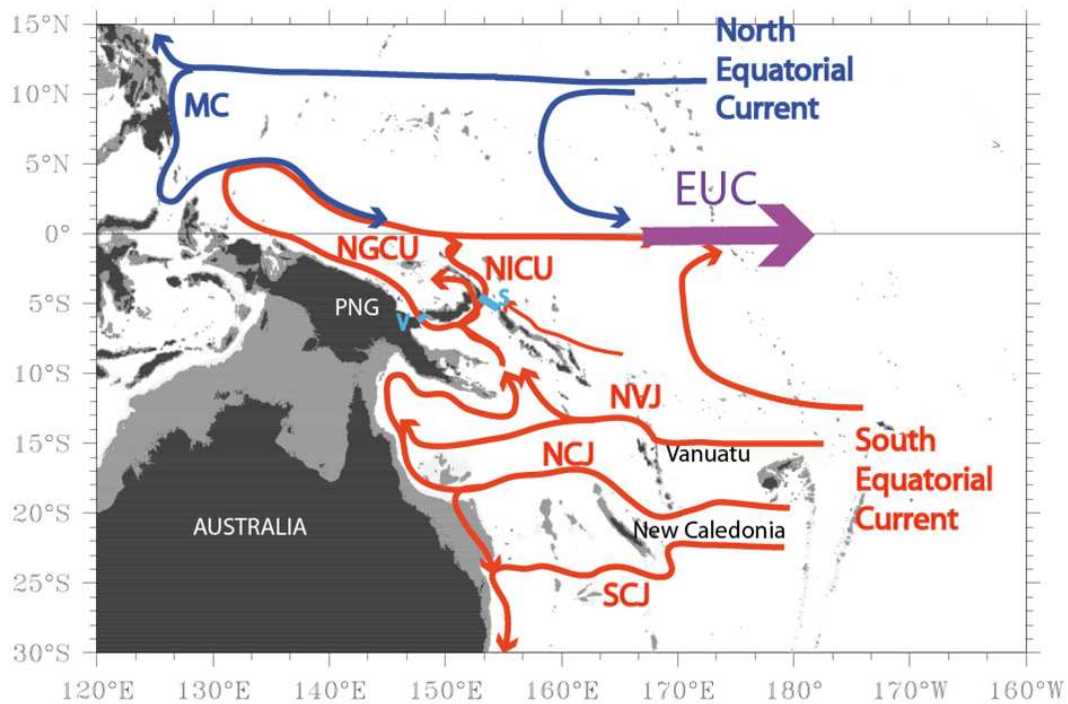 15°N
10°N
5°N
0°
5°S
10°S
15°S
20°S
25°S
30°S
120°E
130°E
140°E
150°E
160°E
170°E
180°
170°W
160°W
North
Equatorial
Current
MC
EUC
NGCU
NICU
PNG
V
S
NVJ
NCJ
Vanuatu
South
Equatorial
Current
AUSTRALIA
New Caledonia
SCJ